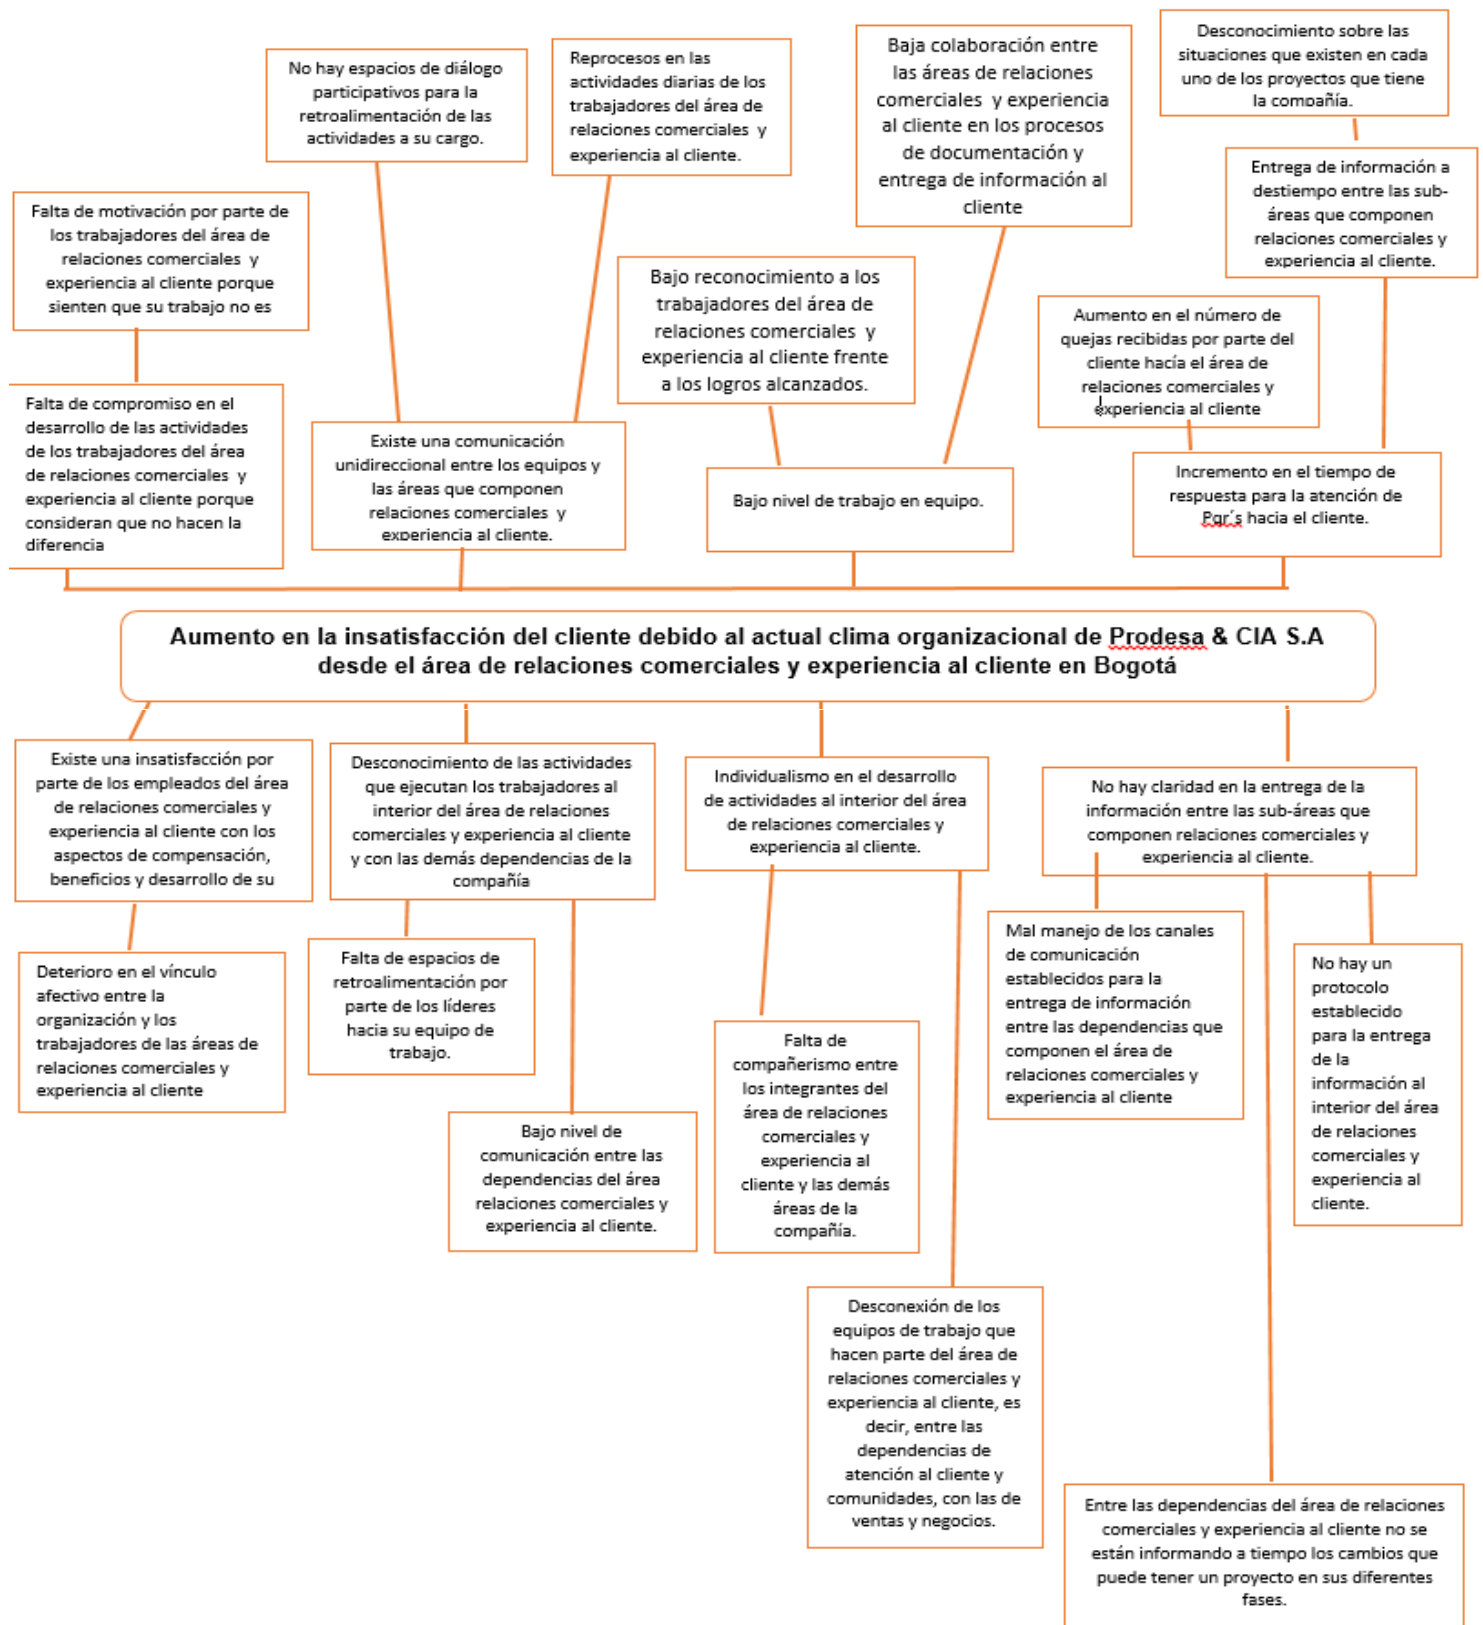 Desconocimiento sobre las
situaciones que existen en cada
uno de los proyectos que tiene
la compañía.
Baja colaboración entre
las áreas de relaciones
comerciales y experiencia
al cliente en los procesos
de documentación y
entrega de información al
cliente
Reprocesos en las
actividades diarias de los
trabajadores del área de
relaciones comerciales y
experiencia al cliente.
No hay espacios de diálogo
participativos para la
retroalimentación de las
actividades a su cargo.
Entrega de información a
destiempo entre las sub-
áreas que componen
relaciones comerciales y
experiencia al cliente.
Falta de motivación por parte de
los trabajadores del área de
relaciones comerciales y
experiencia al cliente porque
sienten que su trabajo no es
Bajo reconocimiento a los
trabajadores del área de
relaciones comerciales y
experiencia al cliente frente
a los logros alcanzados.
Aumento en el número de
quejas recibidas por parte del
cliente hacía el área de
relaciones comerciales y
experiencia al cliente
Falta de compromiso en el
desarrollo de las actividades
de los trabajadores del área
de relaciones comerciales y
experiencia al cliente porque
consideran que no hacen la
diferencia
Existe una comunicación
unidireccional entre los equipos y
las áreas que componen
relaciones comerciales y
experiencia al cliente.
Bajo nivel de trabajo en equipo.
Incremento en el tiempo de
respuesta para la atención de
Pqr´s hacia el cliente.
Aumento en la insatisfacción del cliente debido al actual clima organizacional de Prodesa & CIA S.A
desde el área de relaciones comerciales y experiencia al cliente en Bogotá
Existe una insatisfacción por
parte de los empleados del área
de relaciones comerciales y
experiencia al cliente con los
aspectos de compensación,
beneficios y desarrollo de su
Desconocimiento de las actividades
que ejecutan los trabajadores al
interior del área de relaciones
comerciales y experiencia al cliente
y con las demás dependencias de la
compañía
Individualismo en el desarrollo
de actividades al interior del área
de relaciones comerciales y
experiencia al cliente.
No hay claridad en la entrega de la
información entre las sub-áreas que
componen relaciones comerciales y
experiencia al cliente.
Deterioro en el vínculo
afectivo entre la
organización y los
trabajadores de las áreas de
relaciones comerciales y
experiencia al cliente
Falta de espacios de
retroalimentación por
parte de los líderes
hacia su equipo de
trabajo.
Mal manejo de los canales
de comunicación
establecidos para la
entrega de información
entre las dependencias que
componen el área de
relaciones comerciales y
experiencia al cliente
No hay un
protocolo
establecido
para la entrega
de la
información al
interior del área
de relaciones
comerciales y
experiencia al
cliente.
Falta de
compañerismo entre
los integrantes del
área de relaciones
comerciales y
experiencia al
cliente y las demás
áreas de la
compañía.
Bajo nivel de
comunicación entre las
dependencias del área
relaciones comerciales y
experiencia al cliente.
Desconexión de los
equipos de trabajo que
hacen parte del área de
relaciones comerciales y
experiencia al cliente, es
decir, entre las
dependencias de
atención al cliente y
comunidades, con las de
ventas y negocios.
Entre las dependencias del área de relaciones
comerciales y experiencia al cliente no se
están informando a tiempo los cambios que
puede tener un proyecto en sus diferentes
fases.